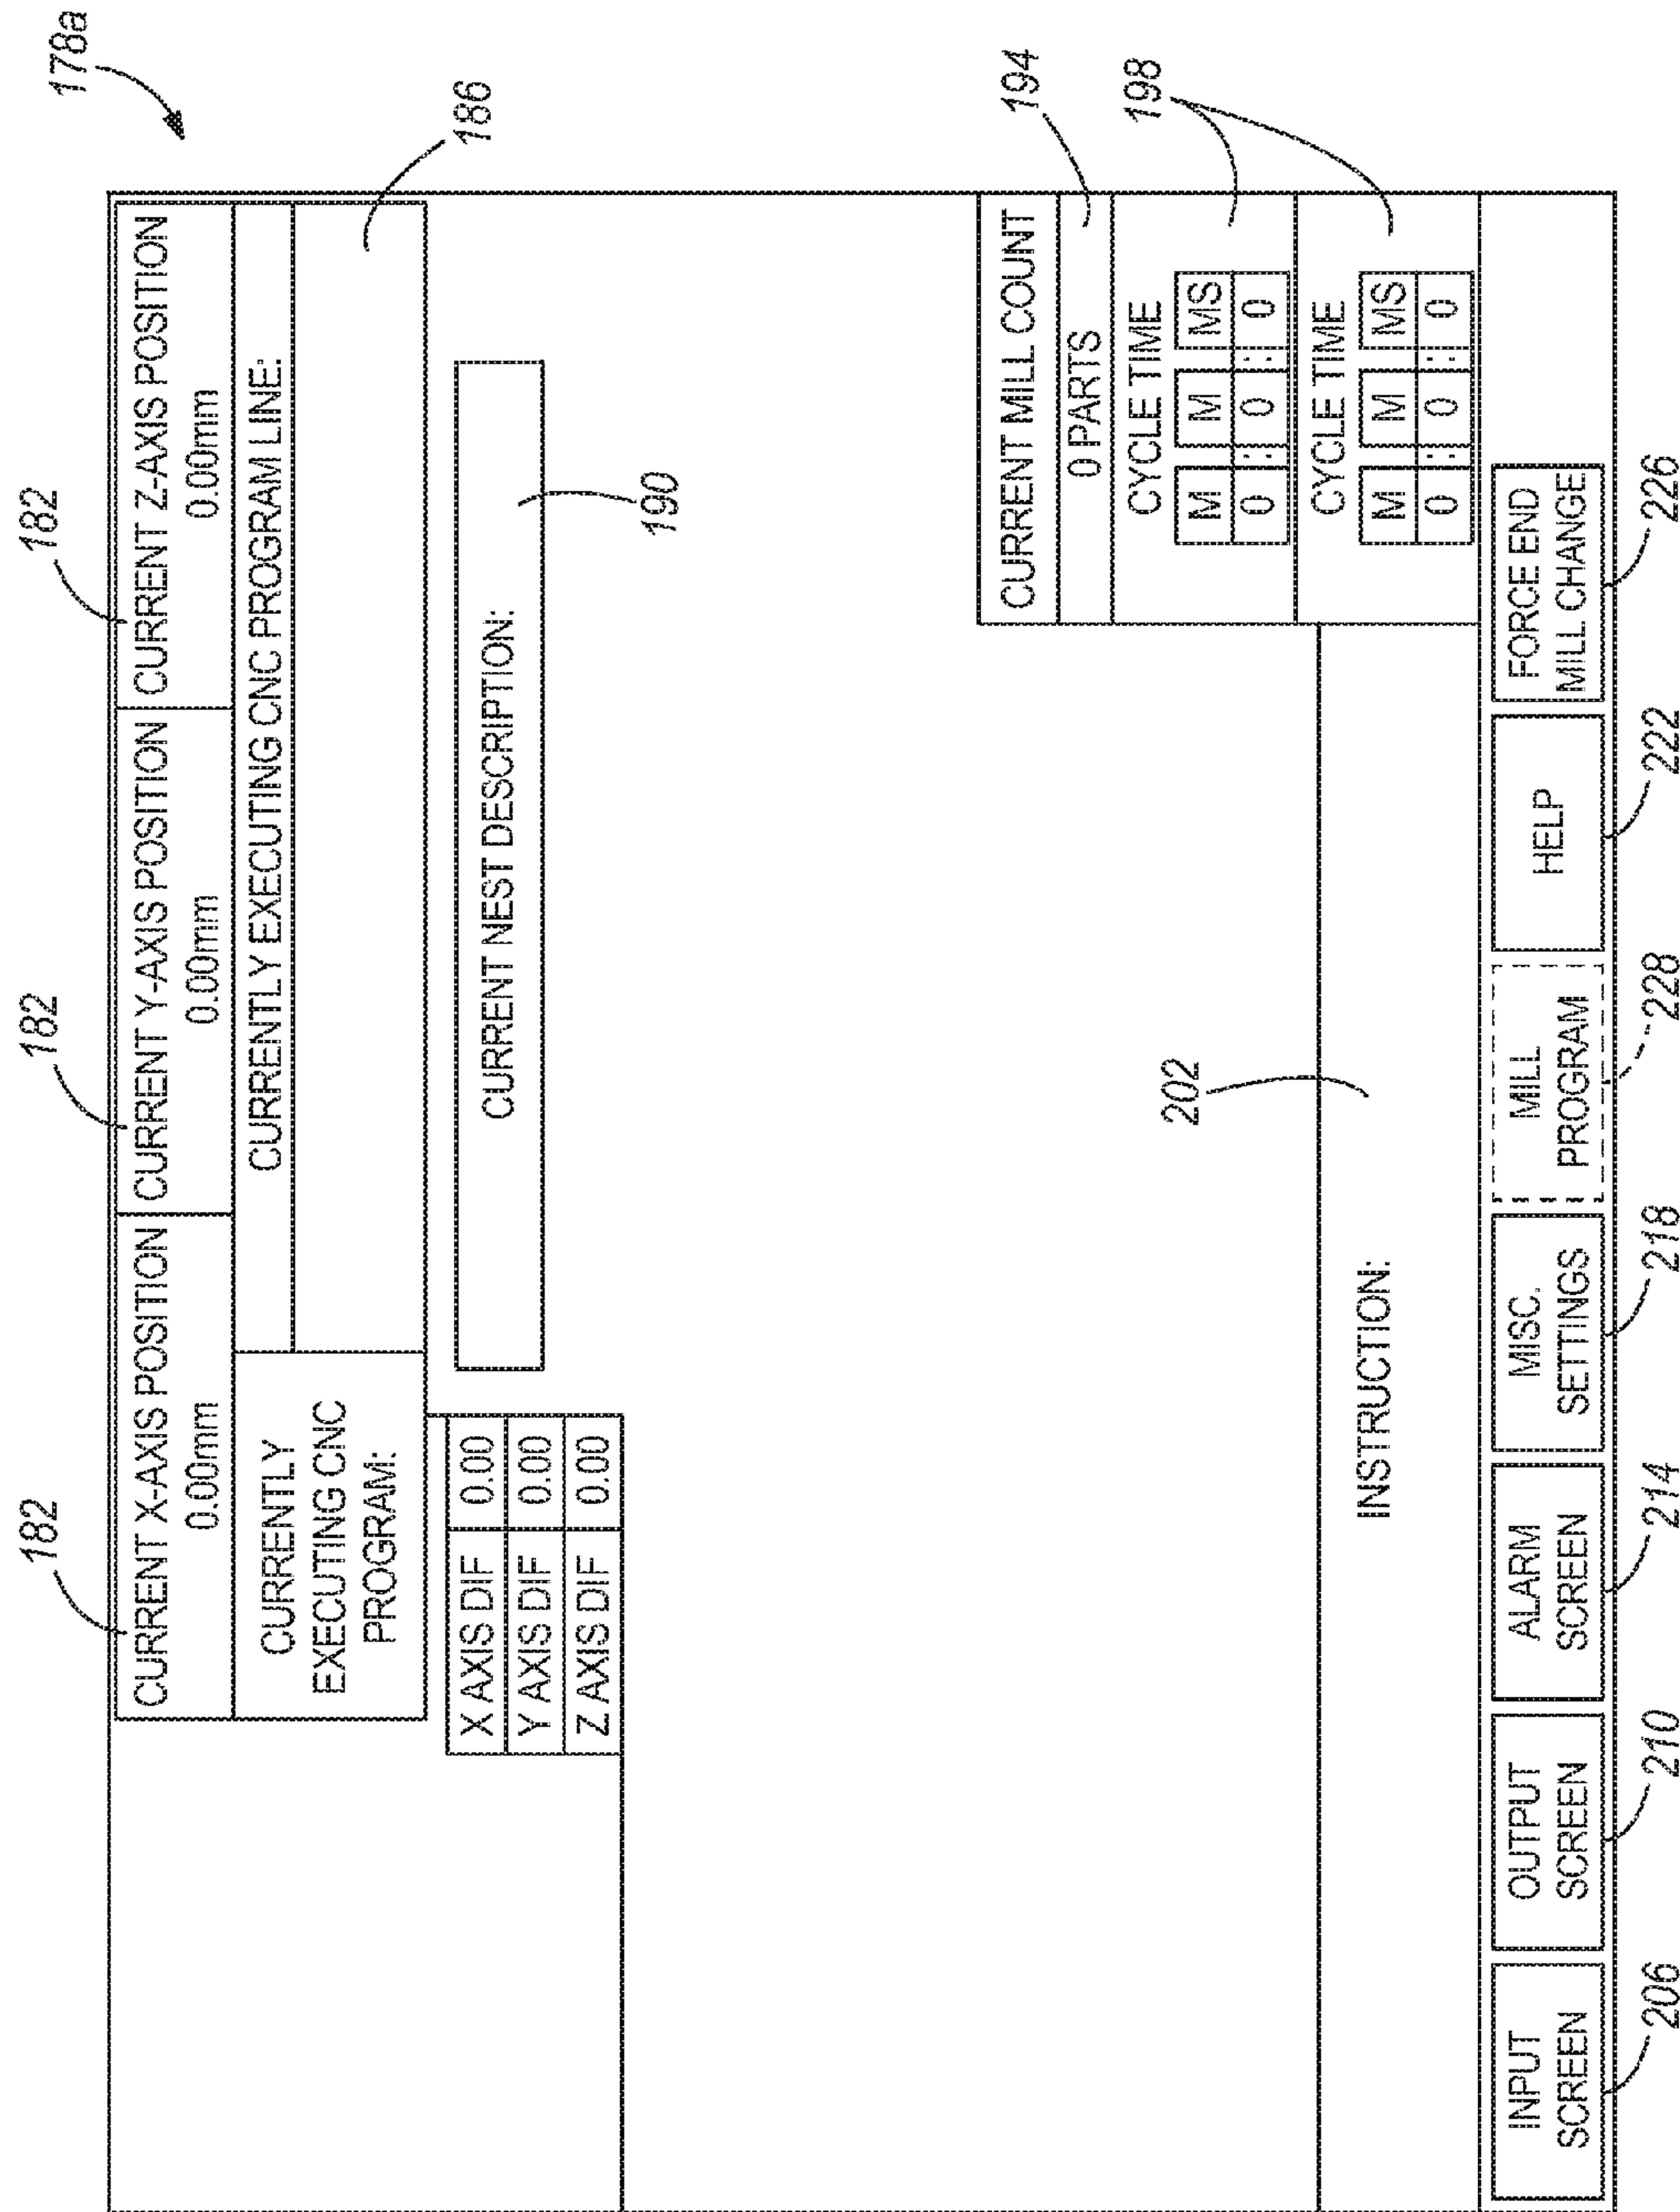 178a
182
182
182
CURRENT X-AXIS POSITION
0.00mm
CURRENT Y-AXIS POSITION
0.00mm
CURRENT Z-AXIS POSITION
0.00mm
CURRENTLY
EXECUTING CNC
PROGRAM:
CURRENTLY EXECUTING CNC PROGRAM LINE:
186
X AXIS DIF 0.00
Y AXIS DIF 0.00
Z AXIS DIF 0.00
CURRENT NEST DESCRIPTION:
190
CURRENT MILL COUNT
0 PARTS
194
CYCLE TIME
M M MS
0 : 0 : 0
198
CYCLE TIME
M M MS
0 : 0 : 0
202
INSTRUCTION:
INPUT
SCREEN
OUTPUT
SCREEN
ALARM
SCREEN
MISC.
SETTINGS
MILL
PROGRAM
HELP
FORCE END
MILL CHANGE
206
210
214
218
228
222
226